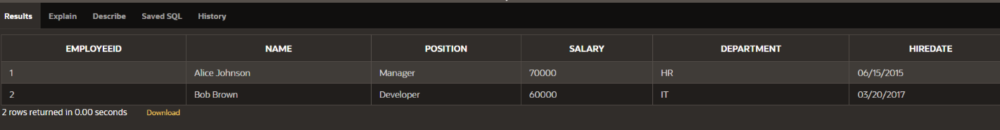 Results Explain Describe Saved SQL History
EMPLOYEEID NAME POSITION SALARY DEPARTMENT HIREDATE
1 Alice Johnson Manager 70000 HR 06/15/2015
2 Bob Brown Developer 60000 IT 03/20/2017
2 rows returned in 0.00 seconds Download